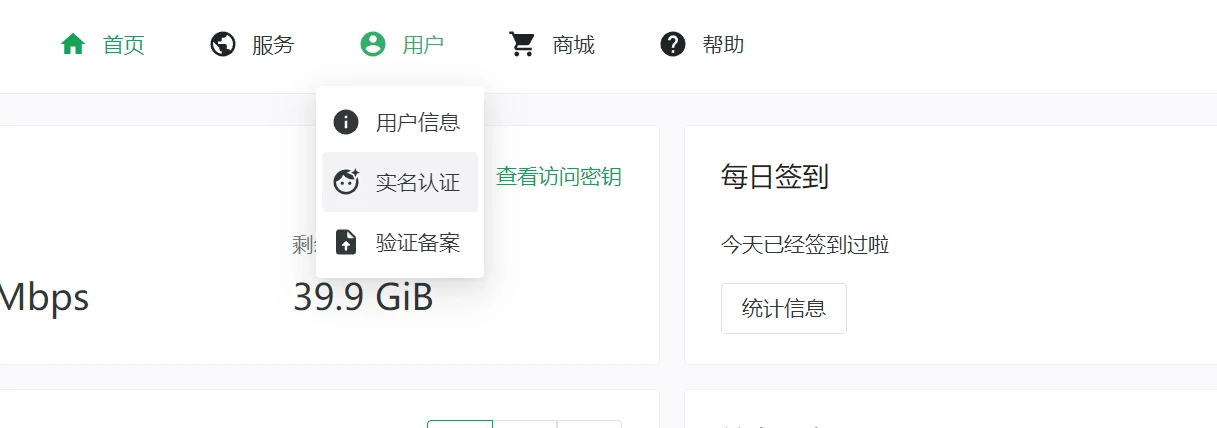 首页 服务 用户 商城 帮助
用户信息
实名认证
验证备案
查看访问密钥
Mbps
39.9 GiB
每日签到
今天已经签到过啦
统计信息